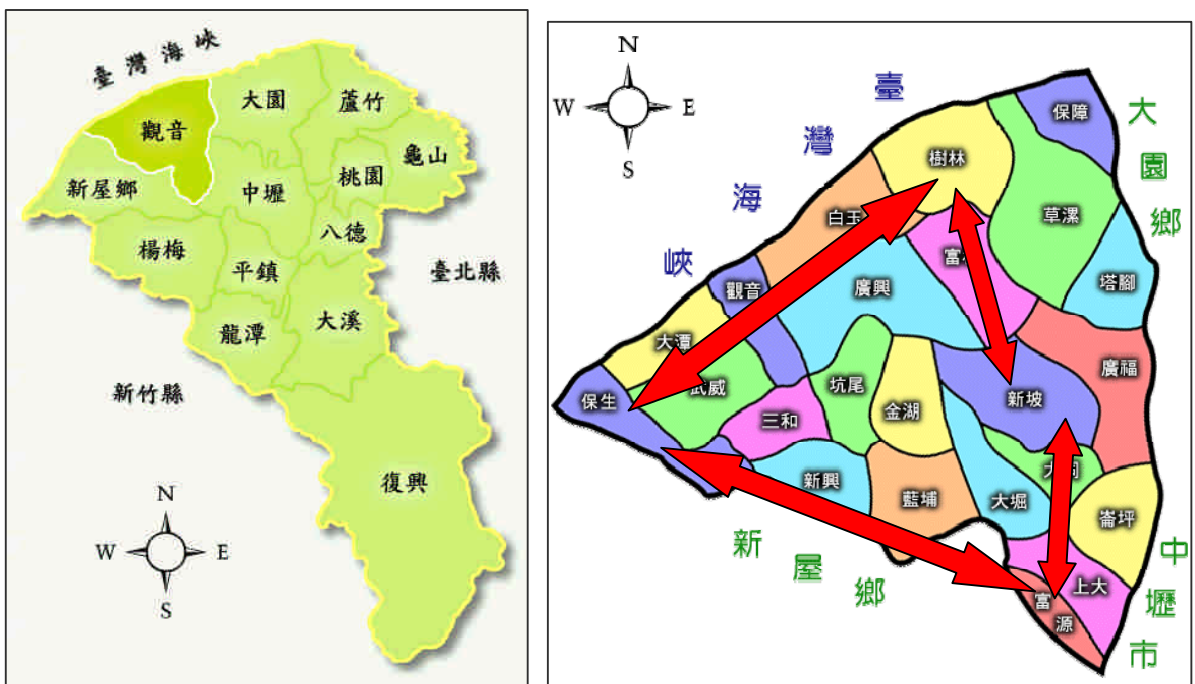 臺灣海峽
大園
蘆竹
觀音
龜山
桃園
新屋鄉
中壢
八德
楊梅
平鎮
臺北縣
大溪
龍潭
新竹縣
復興
N
W E
S
N
W E
S
臺灣海峽
大園鄉
保障
樹林
草漯
白玉
富
塔腳
觀音
廣興
大潭
廣福
武威
坑尾
新坡
保生
金湖
三和
大
新興
藍埔
大堀
崙坪
新屋鄉
中壢市
上大
富源